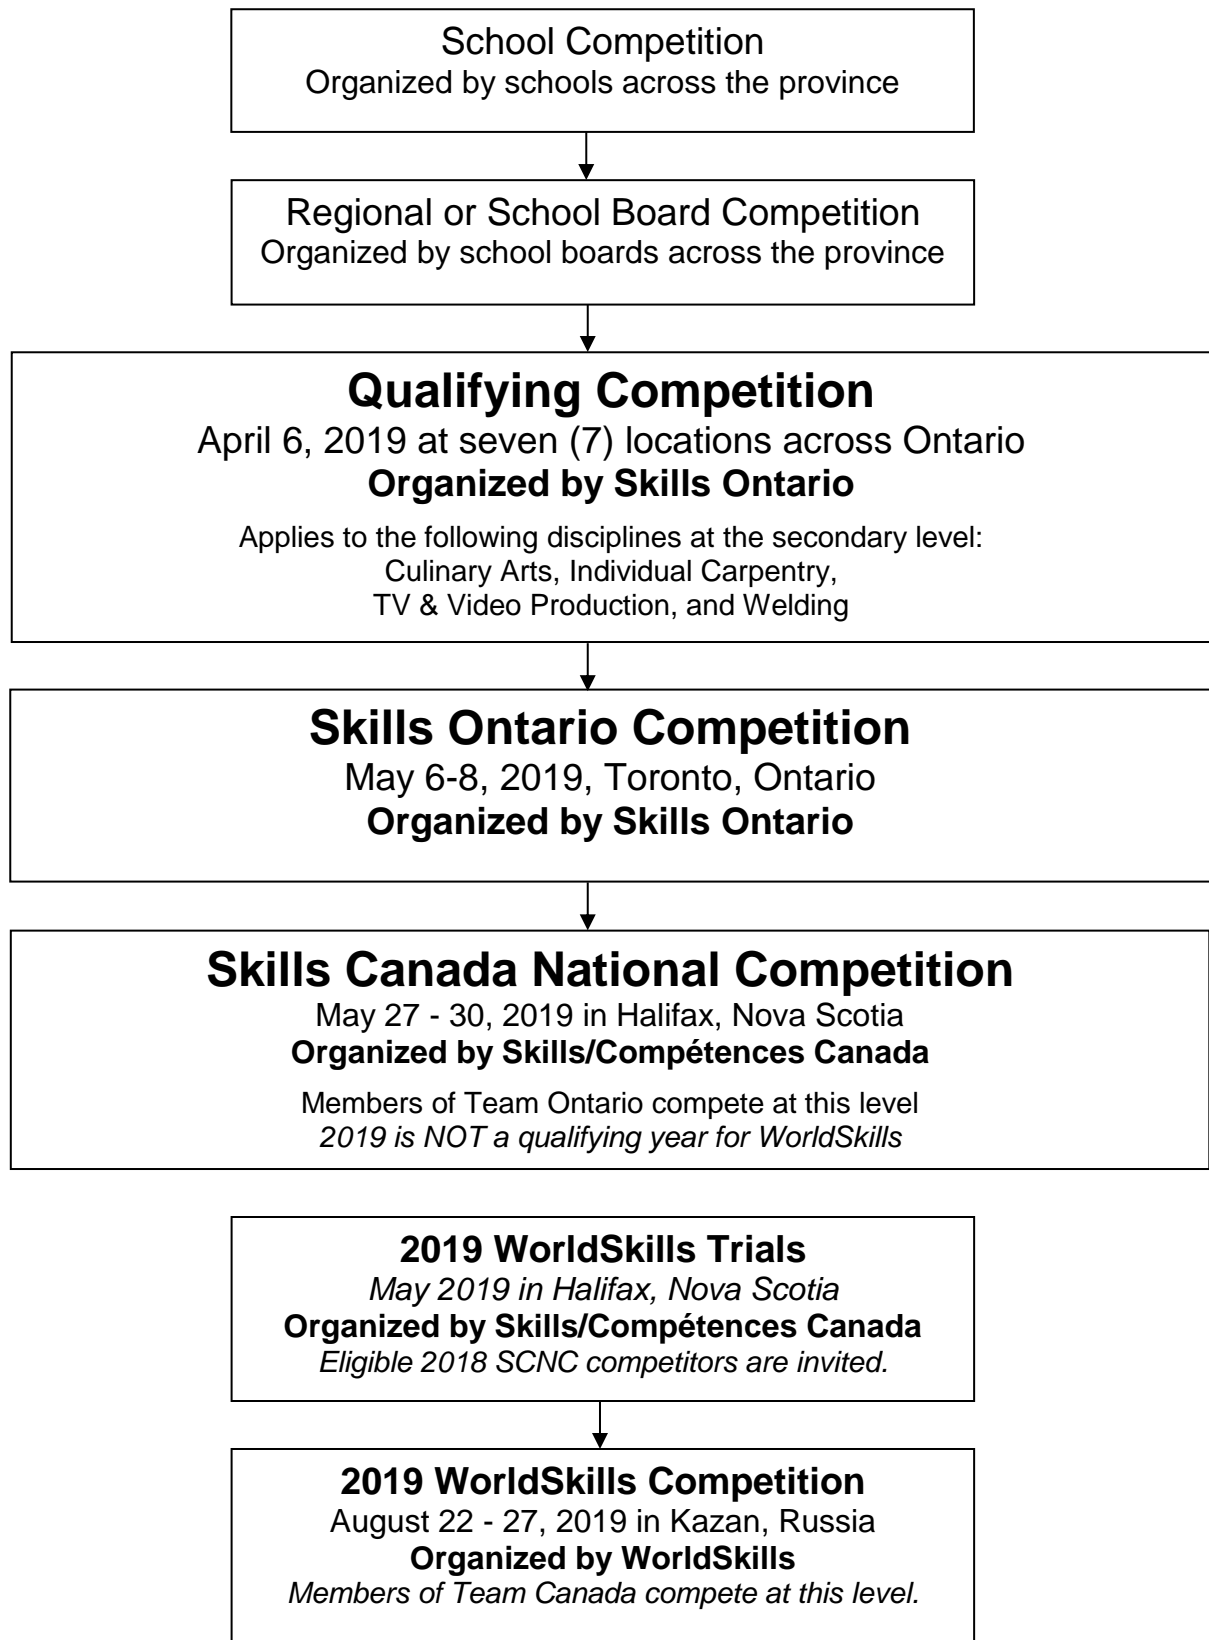 School Competition
Organized by schools across the province
Regional or School Board Competition
Organized by school boards across the province
Qualifying Competition
April 6, 2019 at seven (7) locations across Ontario
Organized by Skills Ontario
Applies to the following disciplines at the secondary level:
Culinary Arts, Individual Carpentry,
TV & Video Production, and Welding
Skills Ontario Competition
May 6-8, 2019, Toronto, Ontario
Organized by Skills Ontario
Skills Canada National Competition
May 27 - 30, 2019 in Halifax, Nova Scotia
Organized by Skills/Compétences Canada
Members of Team Ontario compete at this level
2019 is NOT a qualifying year for WorldSkills
2019 WorldSkills Trials
May 2019 in Halifax, Nova Scotia
Organized by Skills/Compétences Canada
Eligible 2018 SCNC competitors are invited.
2019 WorldSkills Competition
August 22 - 27, 2019 in Kazan, Russia
Organized by WorldSkills
Members of Team Canada compete at this level.